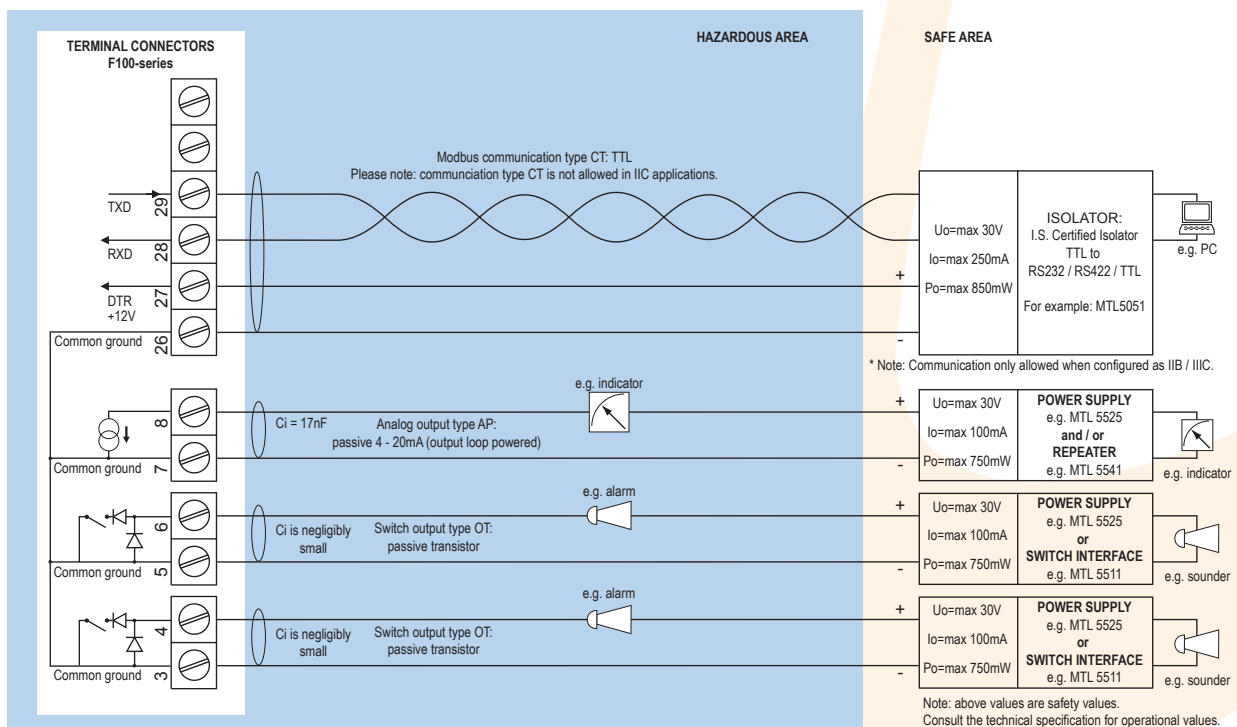 TERMINAL CONNECTORS
F100-series
HAZARDOUS AREA
SAFE AREA
Modbus communication type CT: TTL
Please note: communciation type CT is not allowed in IIC applications.
TXD
29
RXD
28
DTR
+12V
27
Common ground
26
+
-
Uo=max 30V
Io=max 250mA
Po=max 850mW
ISOLATOR:
I.S. Certified Isolator
TTL to
RS232 / RS422 / TTL
For example: MTL5051
e.g. PC
* Note: Communication only allowed when configured as IIB / IIIC.
8
Common ground
7
Ci = 17nF
Analog output type AP:
passive 4 - 20mA (output loop powered)
e.g. indicator
+
-
Uo=max 30V
Io=max 100mA
Po=max 750mW
POWER SUPPLY
e.g. MTL 5525
and / or
REPEATER
e.g. MTL 5541
e.g. indicator
6
Common ground
5
Ci is negligibly
small
Switch output type OT:
passive transistor
e.g. alarm
+
-
Uo=max 30V
Io=max 100mA
Po=max 750mW
POWER SUPPLY
e.g. MTL 5525
or
SWITCH INTERFACE
e.g. MTL 5511
e.g. sounder
4
Common ground
3
Ci is negligibly
small
Switch output type OT:
passive transistor
e.g. alarm
+
-
Uo=max 30V
Io=max 100mA
Po=max 750mW
POWER SUPPLY
e.g. MTL 5525
or
SWITCH INTERFACE
e.g. MTL 5511
e.g. sounder
Note: above values are safety values.
Consult the technical specification for operational values.